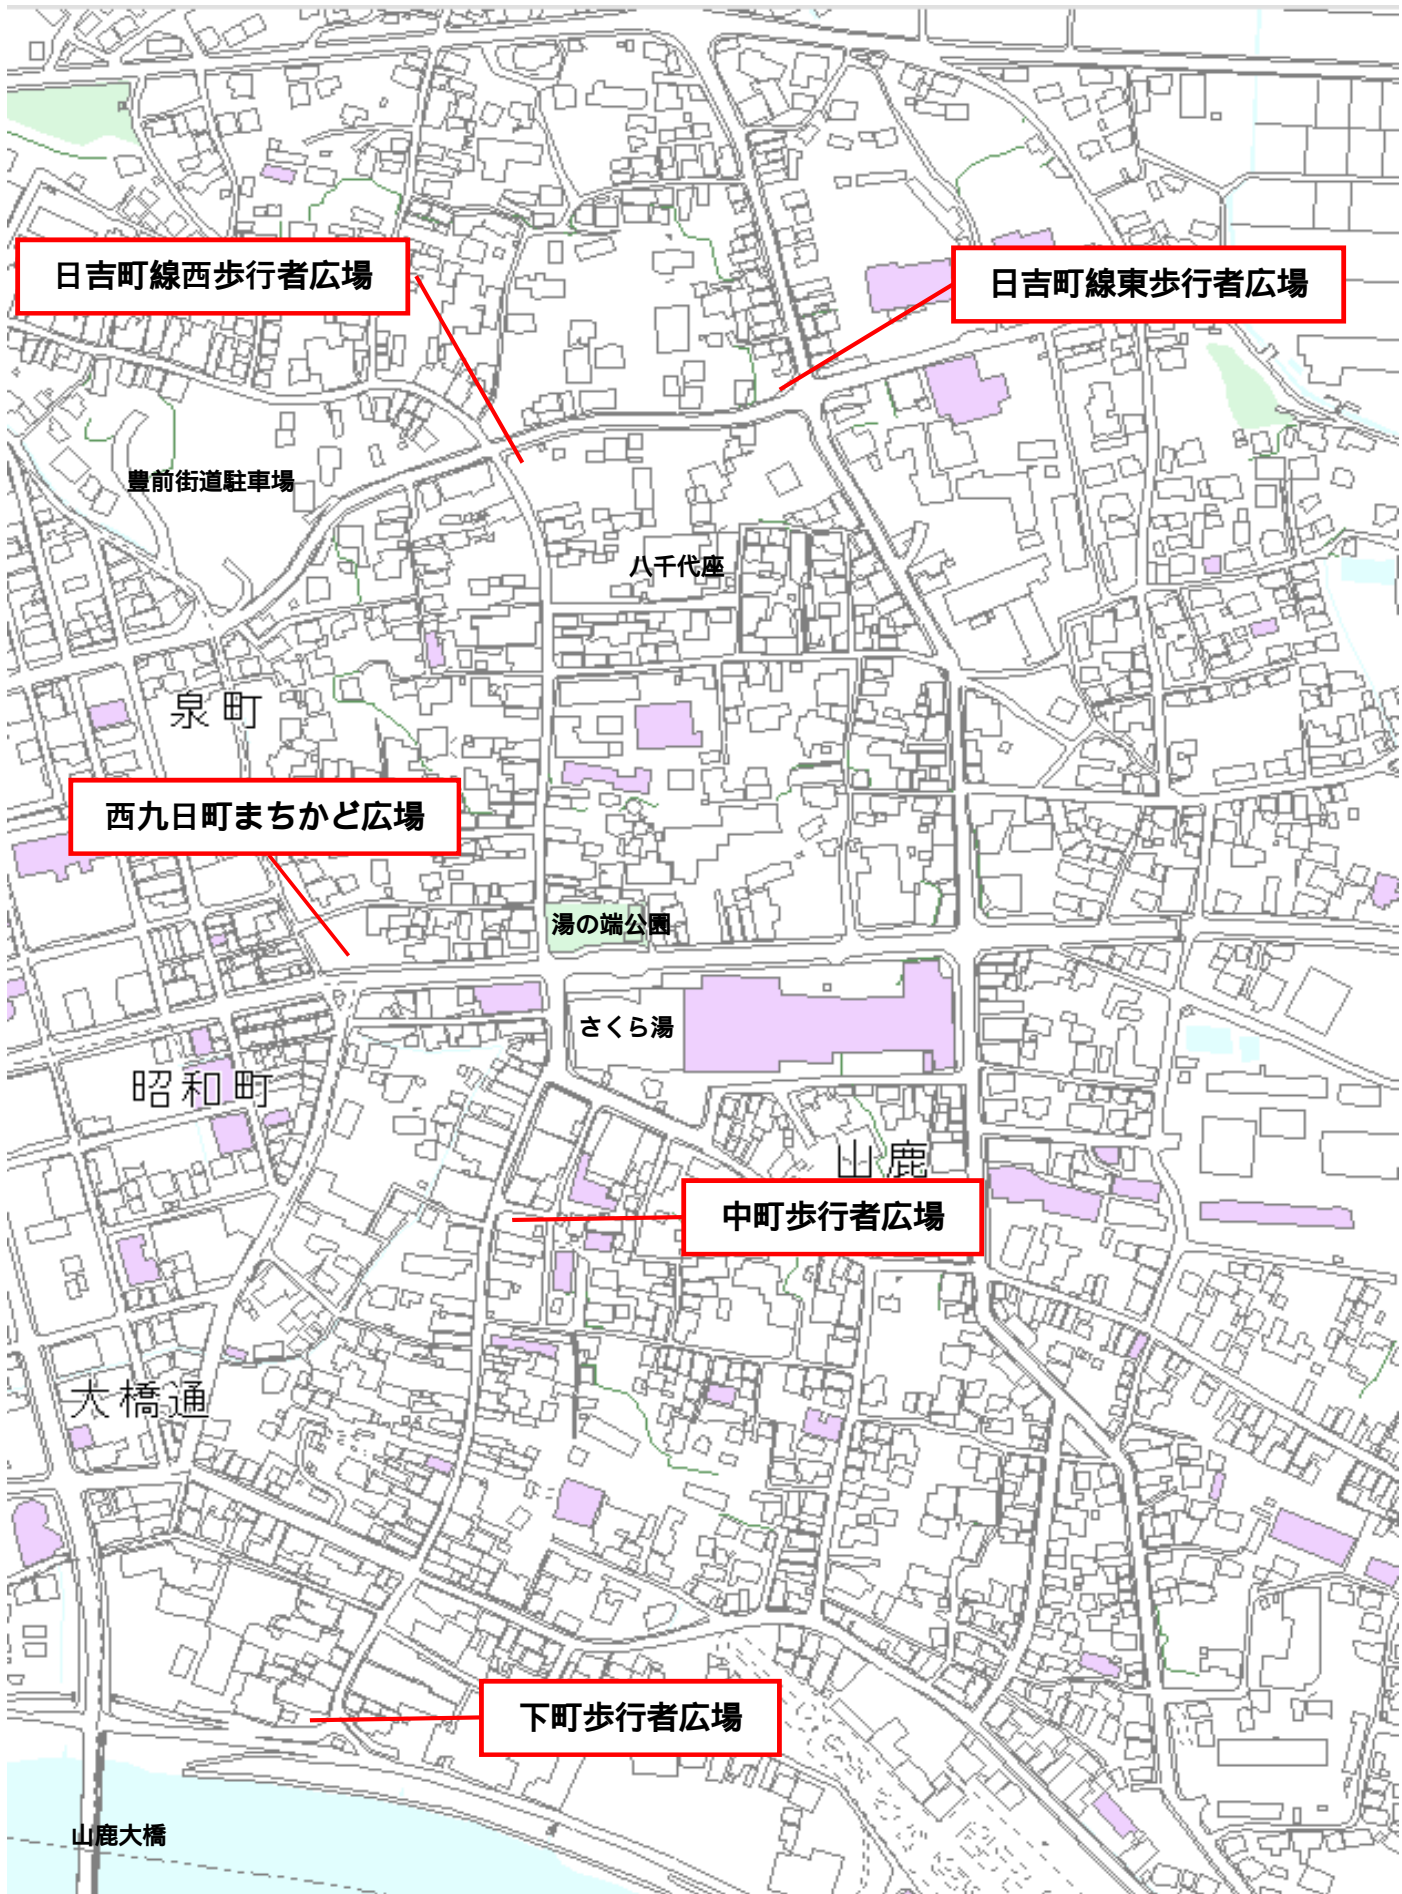 日吉町線西歩行者広場
日吉町線東歩行者広場
豊前街道駐車場
八千代座
泉町
西九日町まちかど広場
湯の端公園
さくら湯
昭和町
山鹿
中町歩行者広場
大橋通
下町歩行者広場
山鹿大橋